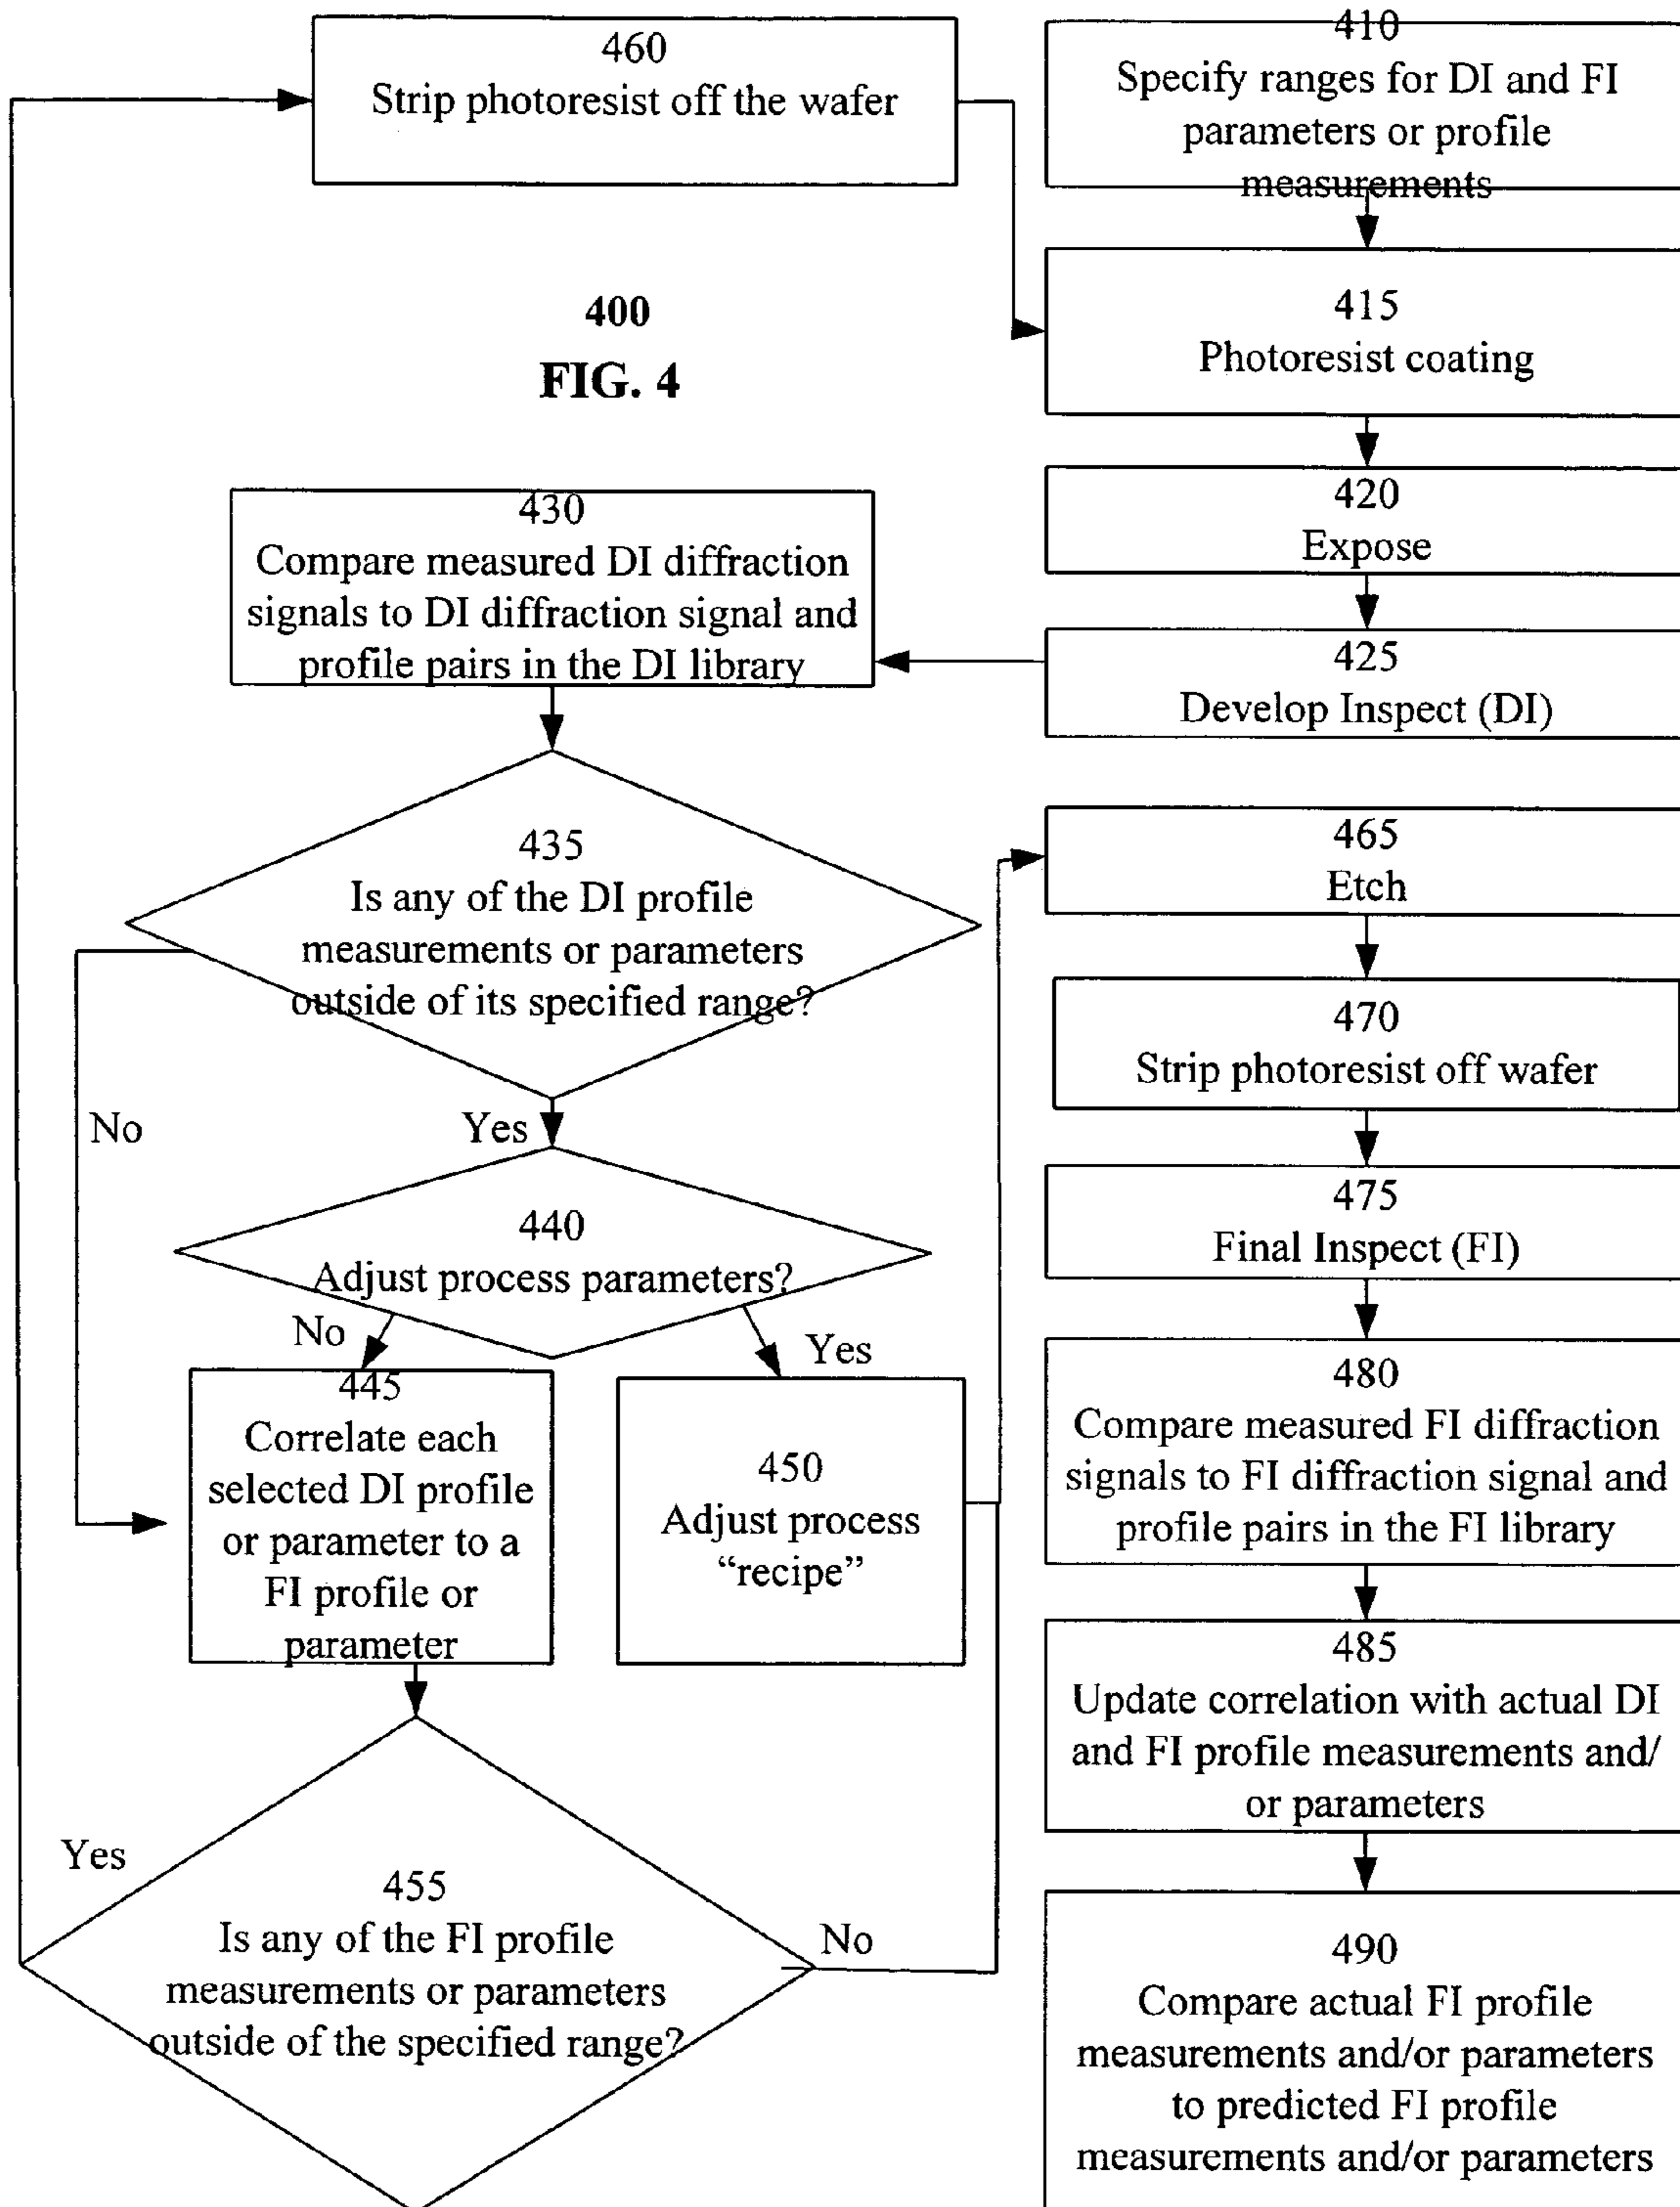 460
Strip photoresist off the wafer
410
Specify ranges for DI and FI
parameters or profile
measurements
415
Photoresist coating
400
FIG. 4
420
Expose
425
Develop Inspect (DI)
430
Compare measured DI diffraction
signals to DI diffraction signal and
profile pairs in the DI library
435
Is any of the DI profile
measurements or parameters
outside of its specified range?
No
Yes
440
Adjust process parameters?
No
Yes
445
Correlate each
selected DI profile
or parameter to a
FI profile or
parameter
450
Adjust process
“recipe”
455
Is any of the FI profile
measurements or parameters
outside of the specified range?
Yes
No
465
Etch
470
Strip photoresist off wafer
475
Final Inspect (FI)
480
Compare measured FI diffraction
signals to FI diffraction signal and
profile pairs in the FI library
485
Update correlation with actual DI
and FI profile measurements and/
or parameters
490
Compare actual FI profile
measurements and/or parameters
to predicted FI profile
measurements and/or parameters